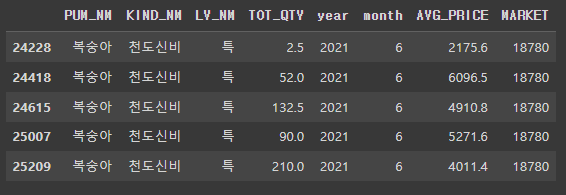 PUM_NM KIND_NM LV_NM TOT_QTY year month AVG_PRICE MARKET
24228 복숭아 천도신비 특 2.5 2021 6 2175.6 18780
24418 복숭아 천도신비 특 52.0 2021 6 6096.5 18780
24615 복숭아 천도신비 특 132.5 2021 6 4910.8 18780
25007 복숭아 천도신비 특 90.0 2021 6 5271.6 18780
25209 복숭아 천도신비 특 210.0 2021 6 4011.4 18780